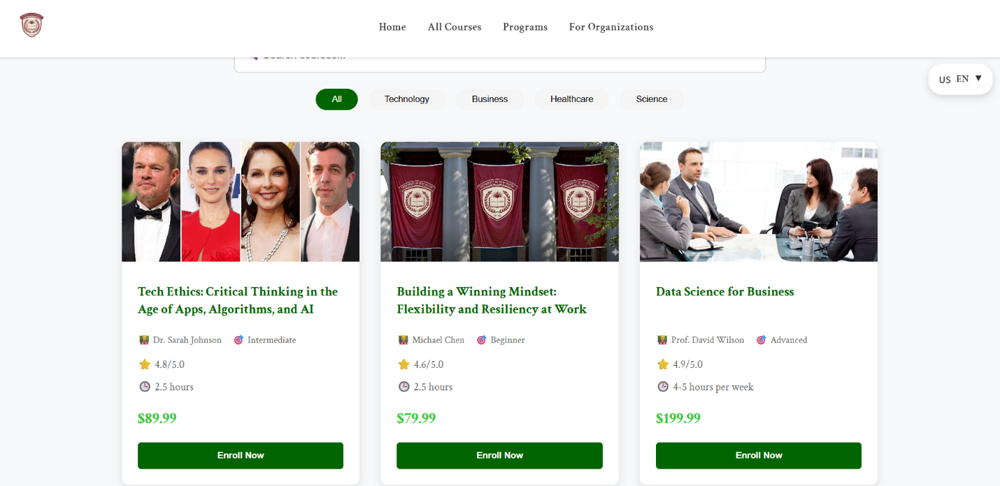 Home
All Courses
Programs
For Organizations
US EN ▼
All
Technology
Business
Healthcare
Science
Tech Ethics: Critical Thinking in the
Age of Apps, Algorithms, and AI
Dr. Sarah Johnson
Intermediate
4.8/5.0
2.5 hours
$89.99
Enroll Now
Building a Winning Mindset:
Flexibility and Resiliency at Work
Michael Chen
Beginner
4.6/5.0
2.5 hours
$79.99
Enroll Now
Data Science for Business
Prof. David Wilson
Advanced
4.9/5.0
4-5 hours per week
$199.99
Enroll Now